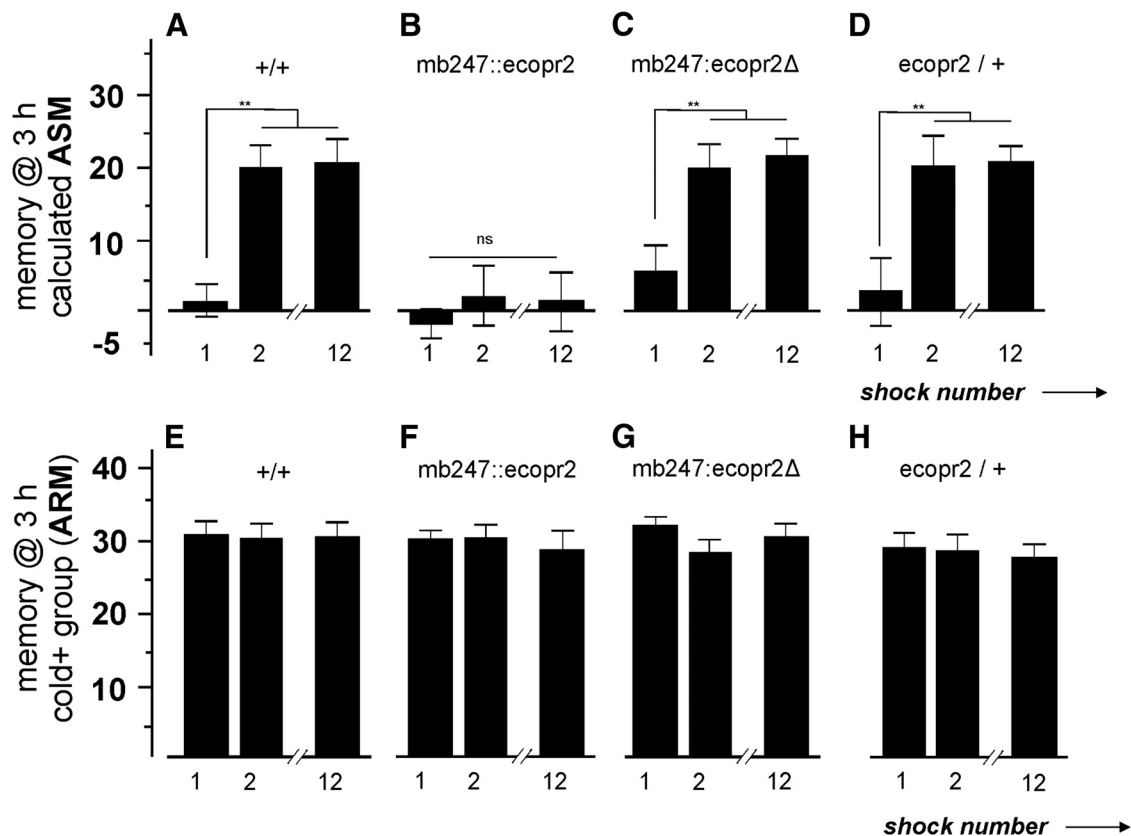 A
B
C
D
+/+
mb247::ecopr2
mb247:ecopr2Δ
ecopr2 / +
memory @ 3 h
calculated ASM
30
20
10
-5
**
ns
**
**
1 2 12
1 2 12
1 2 12
1 2 12
shock number
E
F
G
H
+/+
mb247::ecopr2
mb247:ecopr2Δ
ecopr2 / +
memory @ 3 h
cold+ group (ARM)
40
30
20
10
1 2 12
1 2 12
1 2 12
1 2 12
shock number